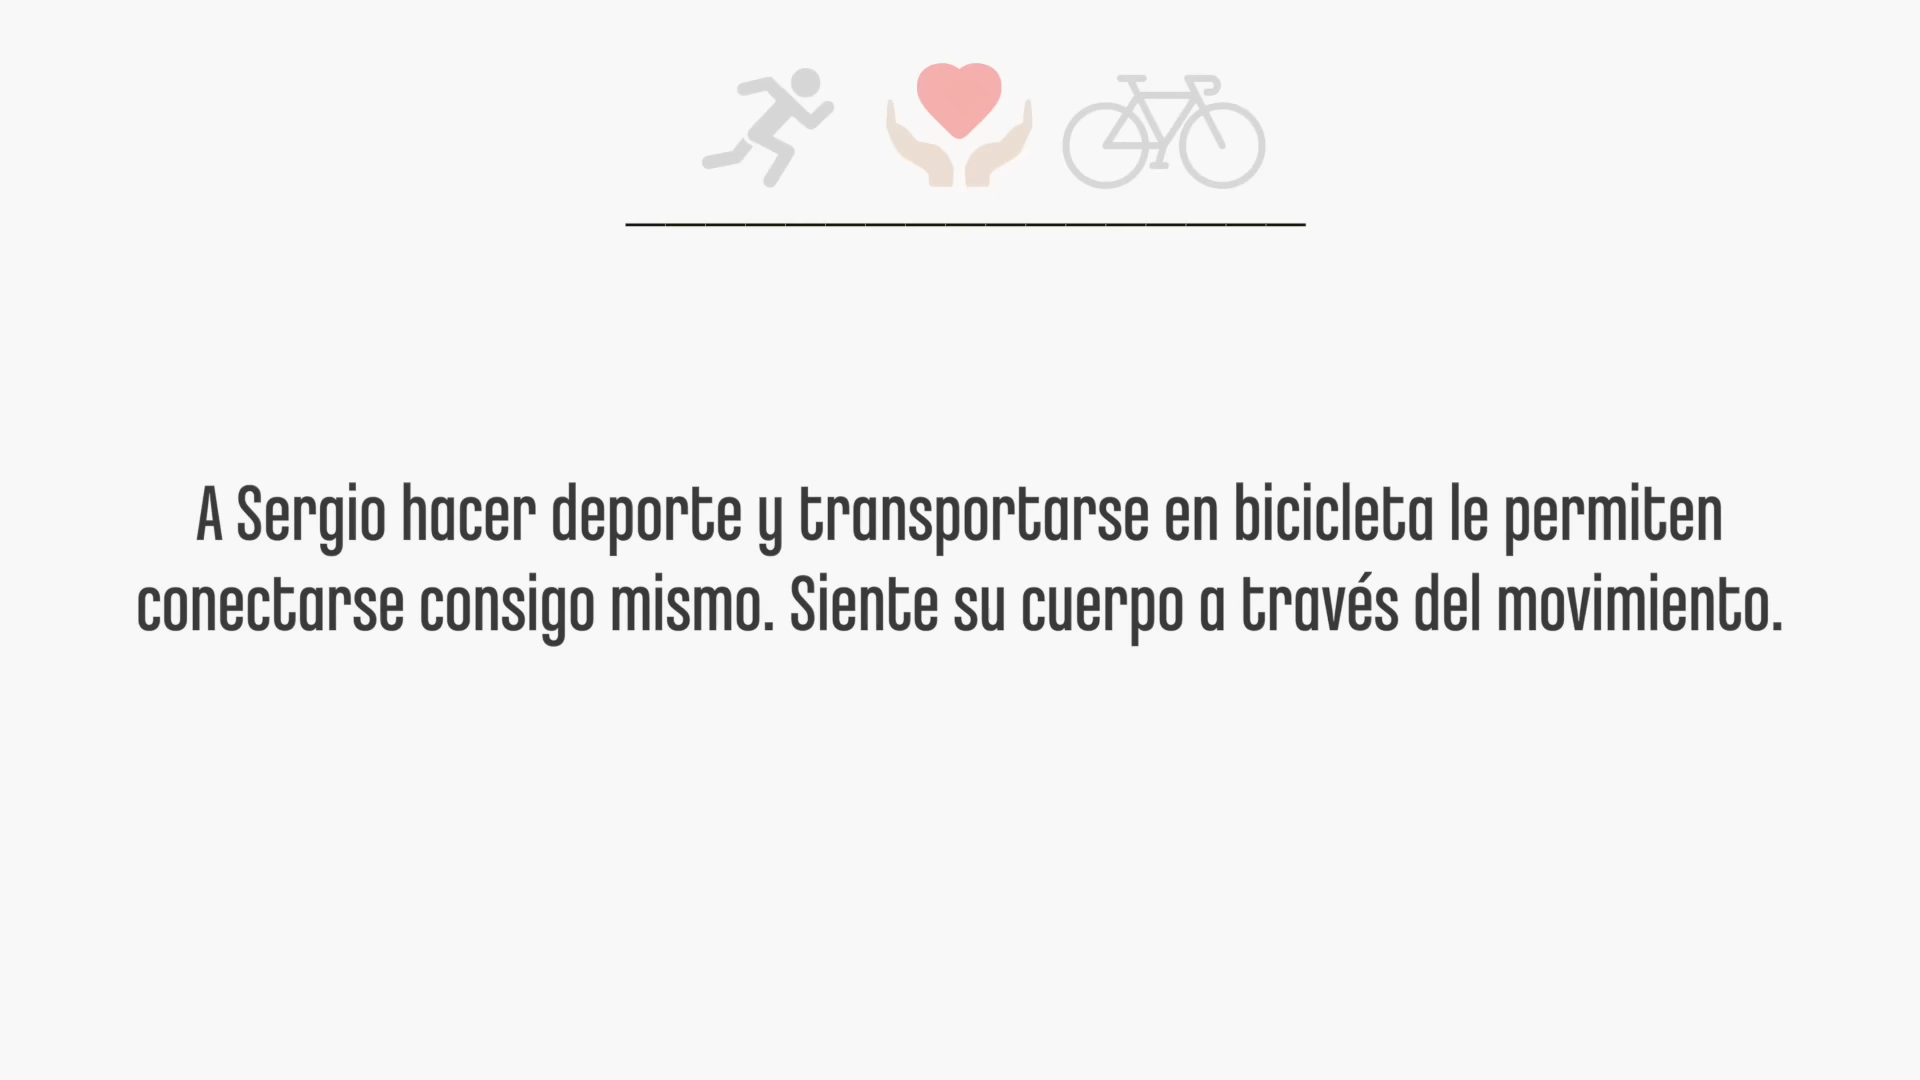 A Sergio hacer deporte y transportarse en bicicleta le permiten
conectarse consigo mismo. Siente su cuerpo a través del movimiento.